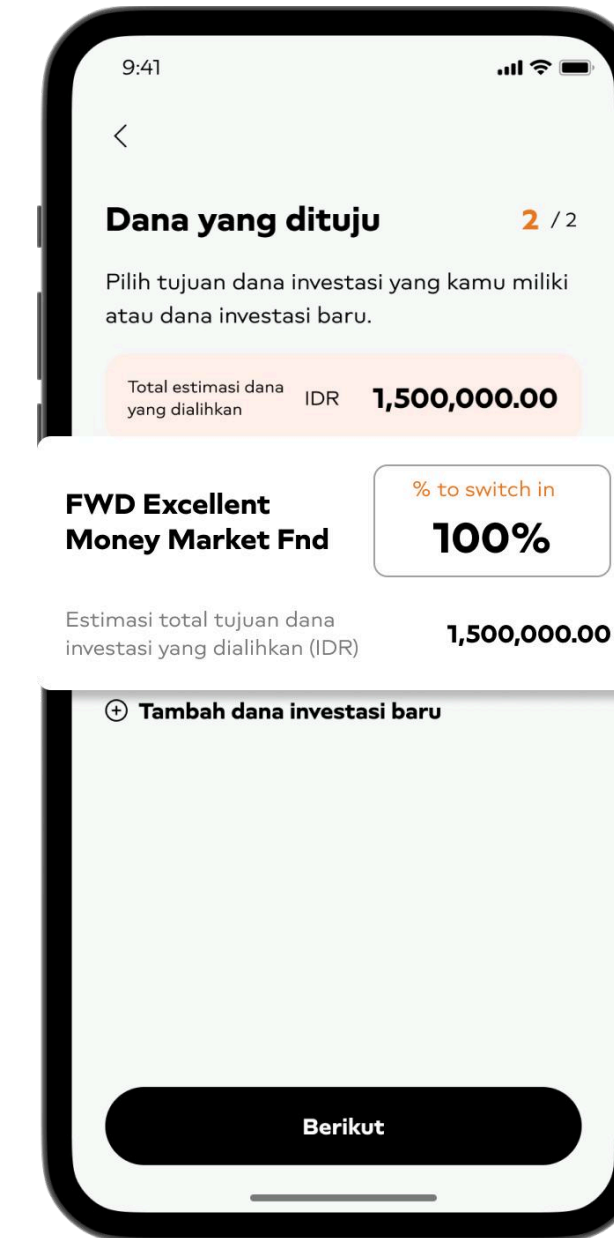 9:41
Dana yang dituju 2 / 2
Pilih tujuan dana investasi yang kamu miliki
atau dana investasi baru.
Total estimasi dana
yang dialihkan
IDR 1,500,000.00
FWD Excellent
Money Market Fnd
% to switch in
100%
Estimasi total tujuan dana
investasi yang dialihkan (IDR)
1,500,000.00
Tambah dana investasi baru
Berikut